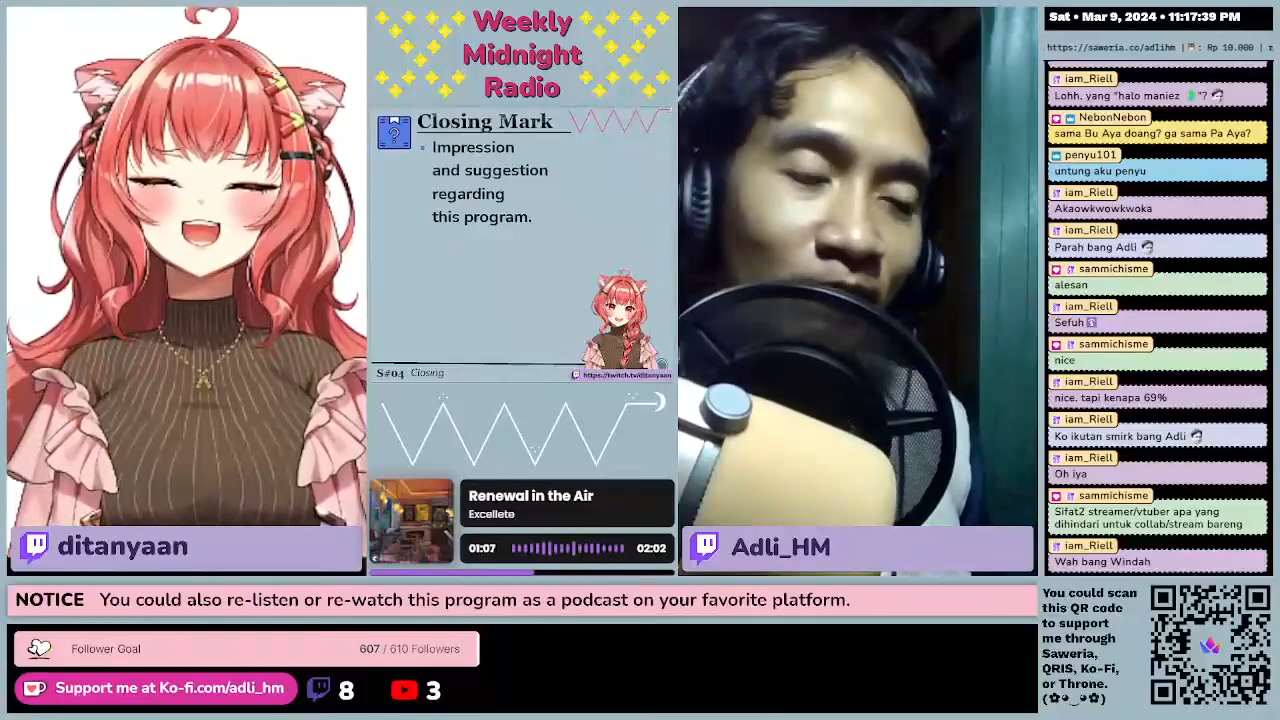 Weekly
Midnight
Radio
Closing Mark
Impression
and suggestion
regarding
this program.
S#04 Closing
https://twitch.tv/ditanyaan
Renewal in the Air
Excellete
01:07
02:02
ditanyaan
Adli_HM
Sat • Mar 9, 2024 • 11:17:39 PM
https://saweria.co/adlihm | : Rp 10.000 |
iam_Riell
Lohh, yang "halo maniez "?
NebonNebon
sama Bu Aya doang? ga sama Pa Aya?
penyu101
untung aku penyu
iam_Riell
Akaowkwowkwoka
iam_Riell
Parah bang Adli
sammichisme
alesan
iam_Riell
Sefuh
sammichisme
nice
iam_Riell
nice. tapi kenapa 69%
iam_Riell
Ko ikutan smirk bang Adli
iam_Riell
Oh iya
sammichisme
Sifat2 streamer/vtuber apa yang
dihindari untuk collab/stream bareng
iam_Riell
Wah bang Windah
NOTICE You could also re-listen or re-watch this program as a podcast on your favorite platform.
Follower Goal
607 / 610 Followers
Support me at Ko-fi.com/adli_hm
8
3
You could scan
this QR code
to support
me through
Saweria,
QRIS, Ko-Fi,
or Throne.
(✿◕‿◕✿)